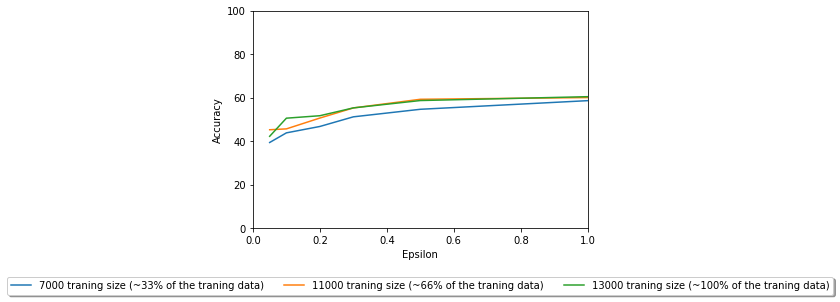 100
80
60
40
20
0
Accuracy
0.0 0.2 0.4 0.6 0.8 1.0
Epsilon
7000 traning size (~33% of the traning data) 11000 traning size (~66% of the traning data) 13000 traning size (~100% of the traning data)